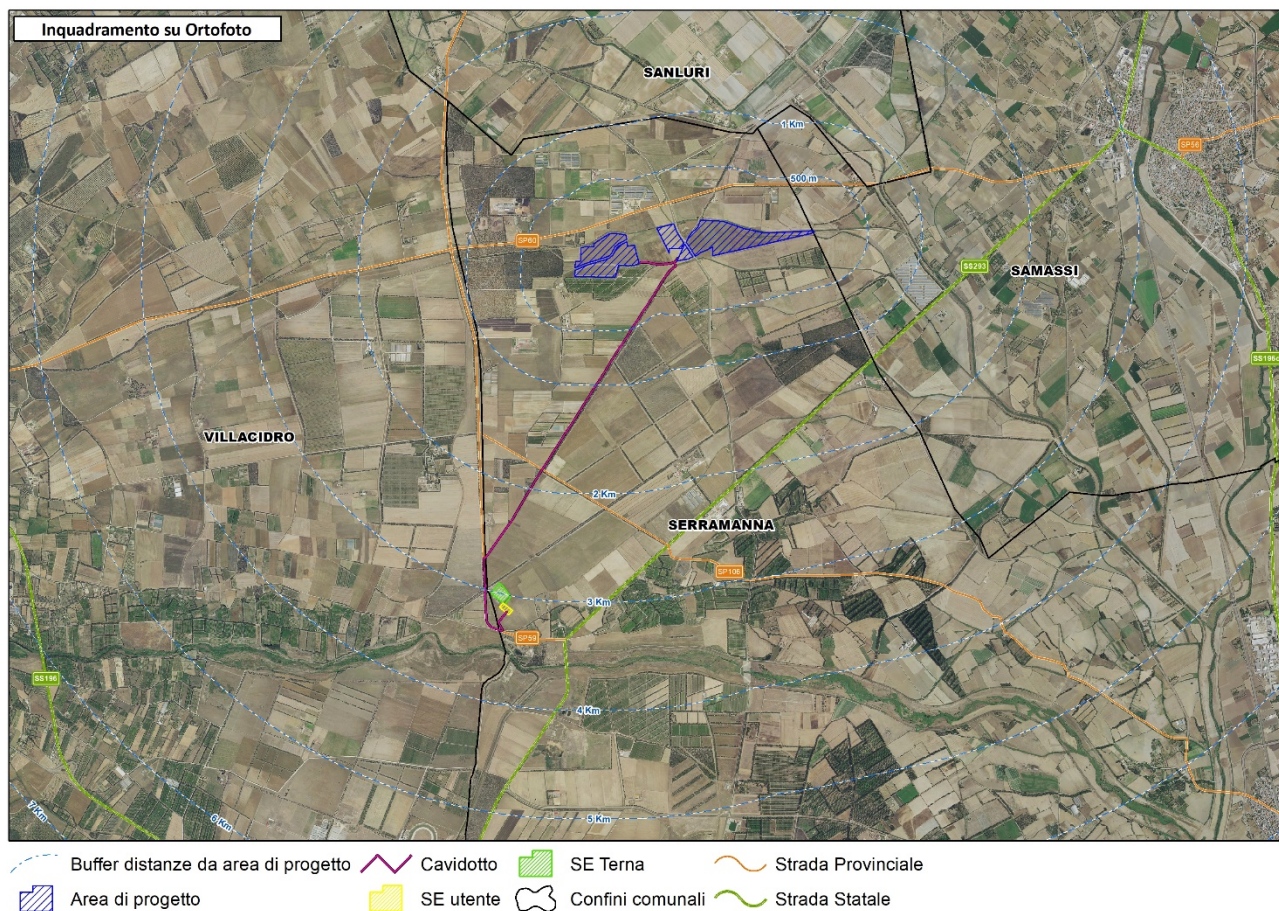 Inquadramento su Ortofoto
SANLURI
1 Km
SP56
500 m
SP60
SS293
SAMASSI
VILLACIDRO
2 Km
SERRAMANNA
SP106
3 Km
SP59
SS196
4 Km
5 Km
6 Km
7 Km
Buffer distanze da area di progetto
Cavidotto
SE Terna
Strada Provinciale
Area di progetto
SE utente
Confini comunali
Strada Statale